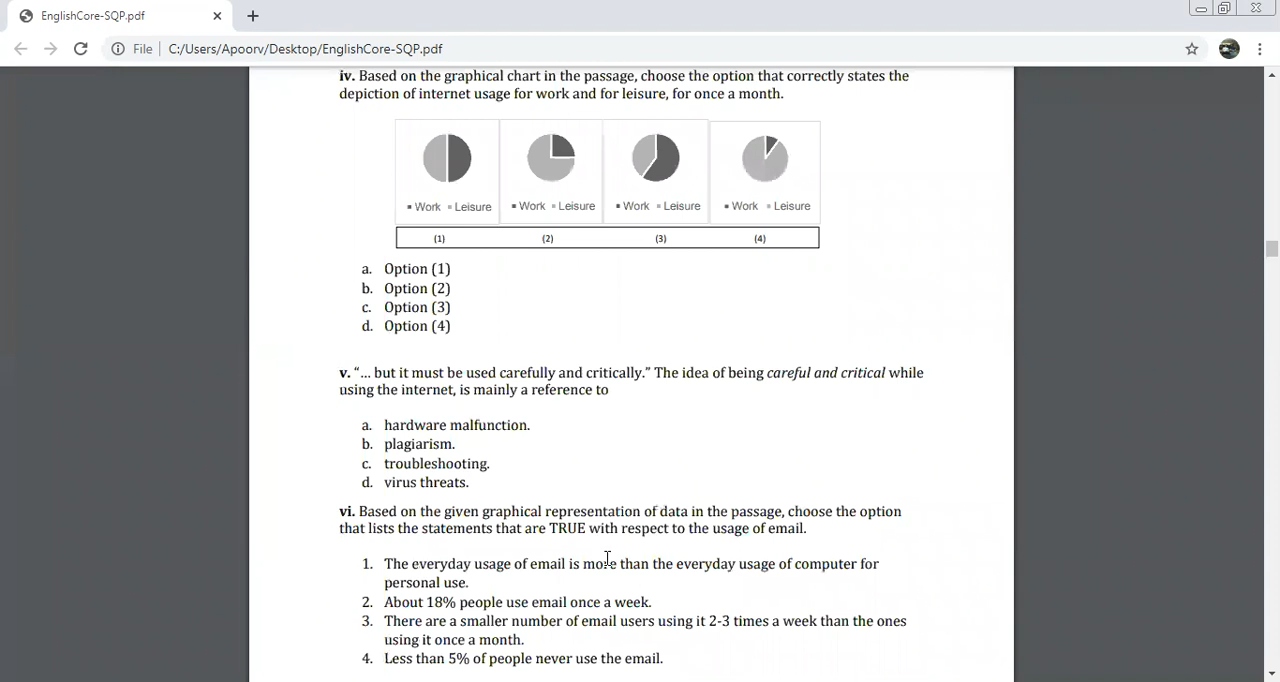 EnglishCore-SQP.pdf
File | C:/Users/Apoorv/Desktop/EnglishCore-SQP.pdf
iv. Based on the graphical chart in the passage, choose the option that correctly states the
depiction of internet usage for work and for leisure, for once a month.
Work Leisure Work Leisure Work Leisure Work Leisure
(1) (2) (3) (4)
a. Option (1)
b. Option (2)
c. Option (3)
d. Option (4)
v. “... but it must be used carefully and critically.” The idea of being careful and critical while
using the internet, is mainly a reference to
a. hardware malfunction.
b. plagiarism.
c. troubleshooting.
d. virus threats.
vi. Based on the given graphical representation of data in the passage, choose the option
that lists the statements that are TRUE with respect to the usage of email.
1. The everyday usage of email is more than the everyday usage of computer for
personal use.
2. About 18% people use email once a week.
3. There are a smaller number of email users using it 2-3 times a week than the ones
using it once a month.
4. Less than 5% of people never use the email.